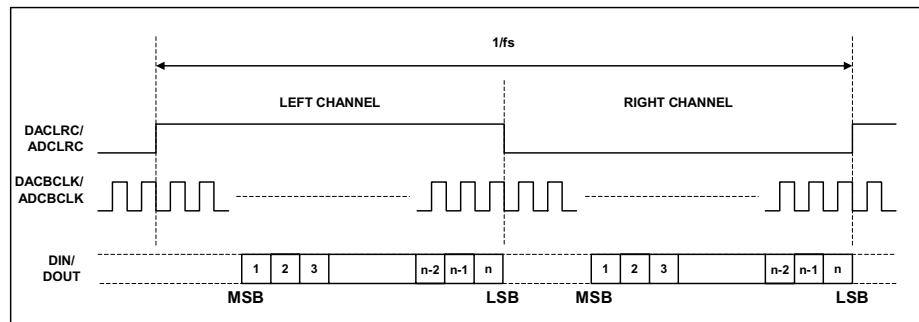 1/fs
LEFT CHANNEL RIGHT CHANNEL
DACLRC/
ADCLRC
DACBCLK/
ADCBCLK
DIN/
DOUT
1 2 3 n-2 n-1 n 1 2 3 n-2 n-1 n
MSB LSB MSB LSB